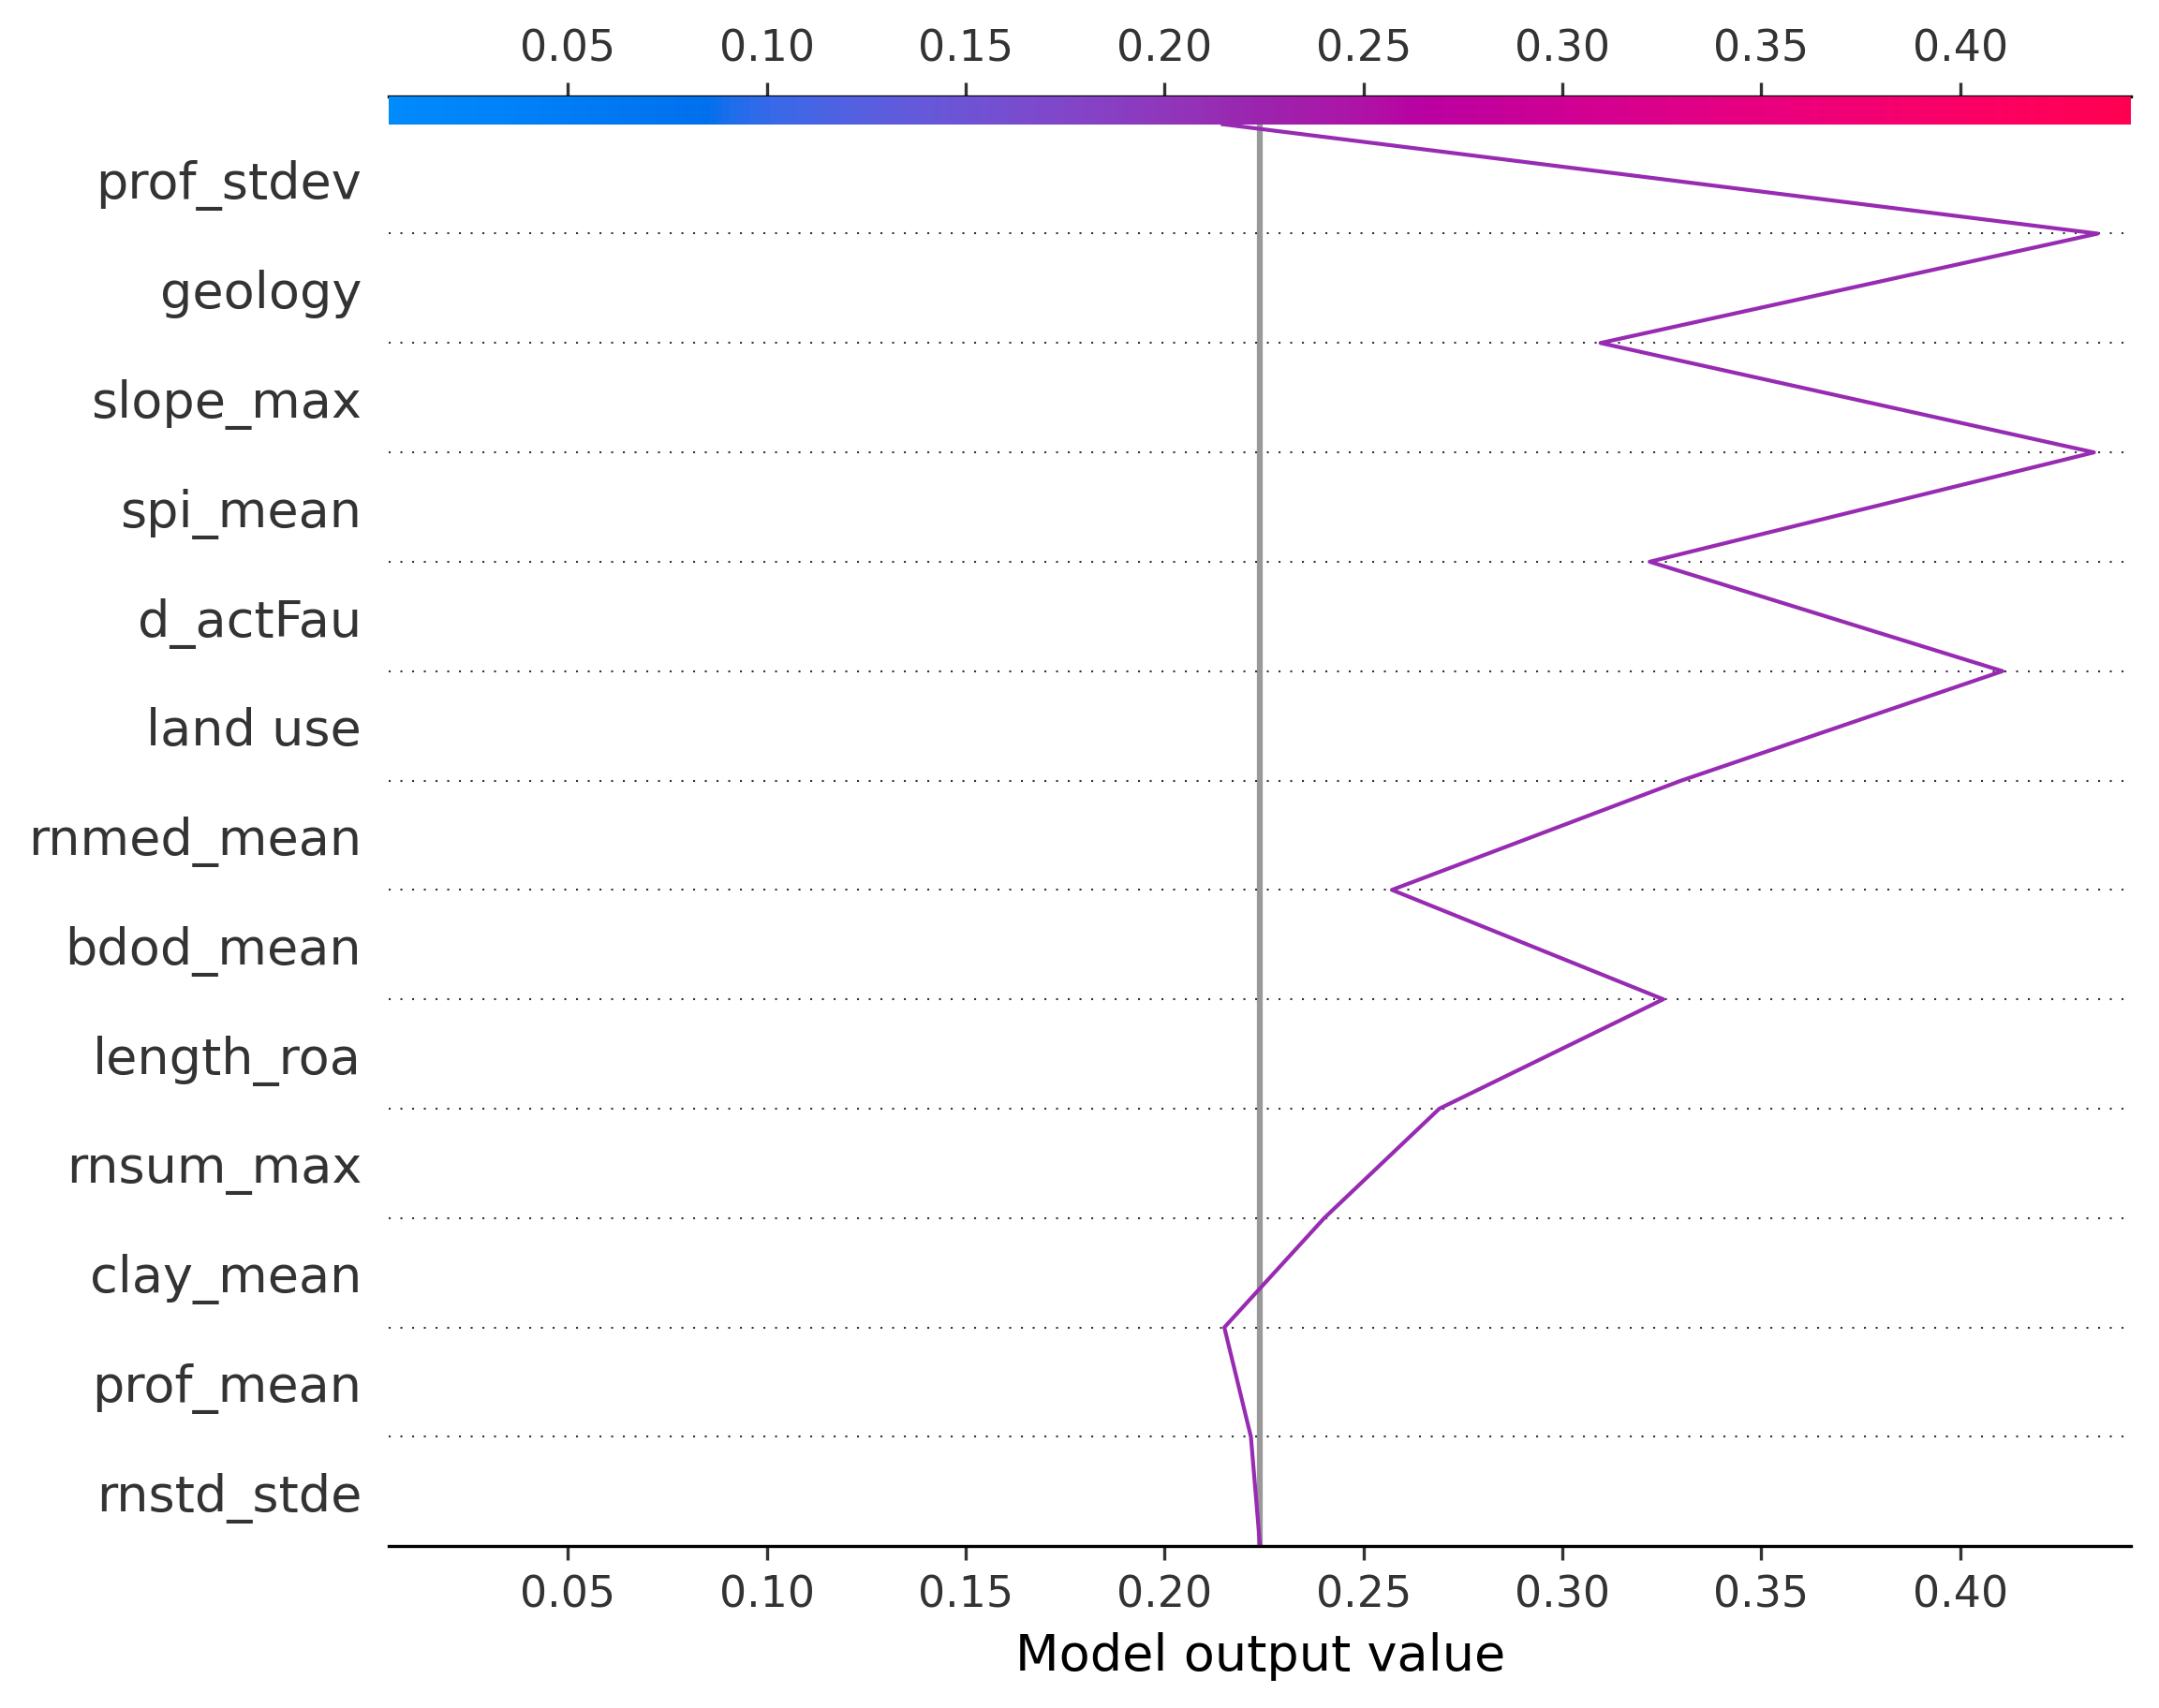 0.05 0.10 0.15 0.20 0.25 0.30 0.35 0.40
prof_stdev
geology
slope_max
spi_mean
d_actFau
land use
rnmed_mean
bdod_mean
length_roa
rnsum_max
clay_mean
prof_mean
rnstd_stde
0.05 0.10 0.15 0.20 0.25 0.30 0.35 0.40
Model output value